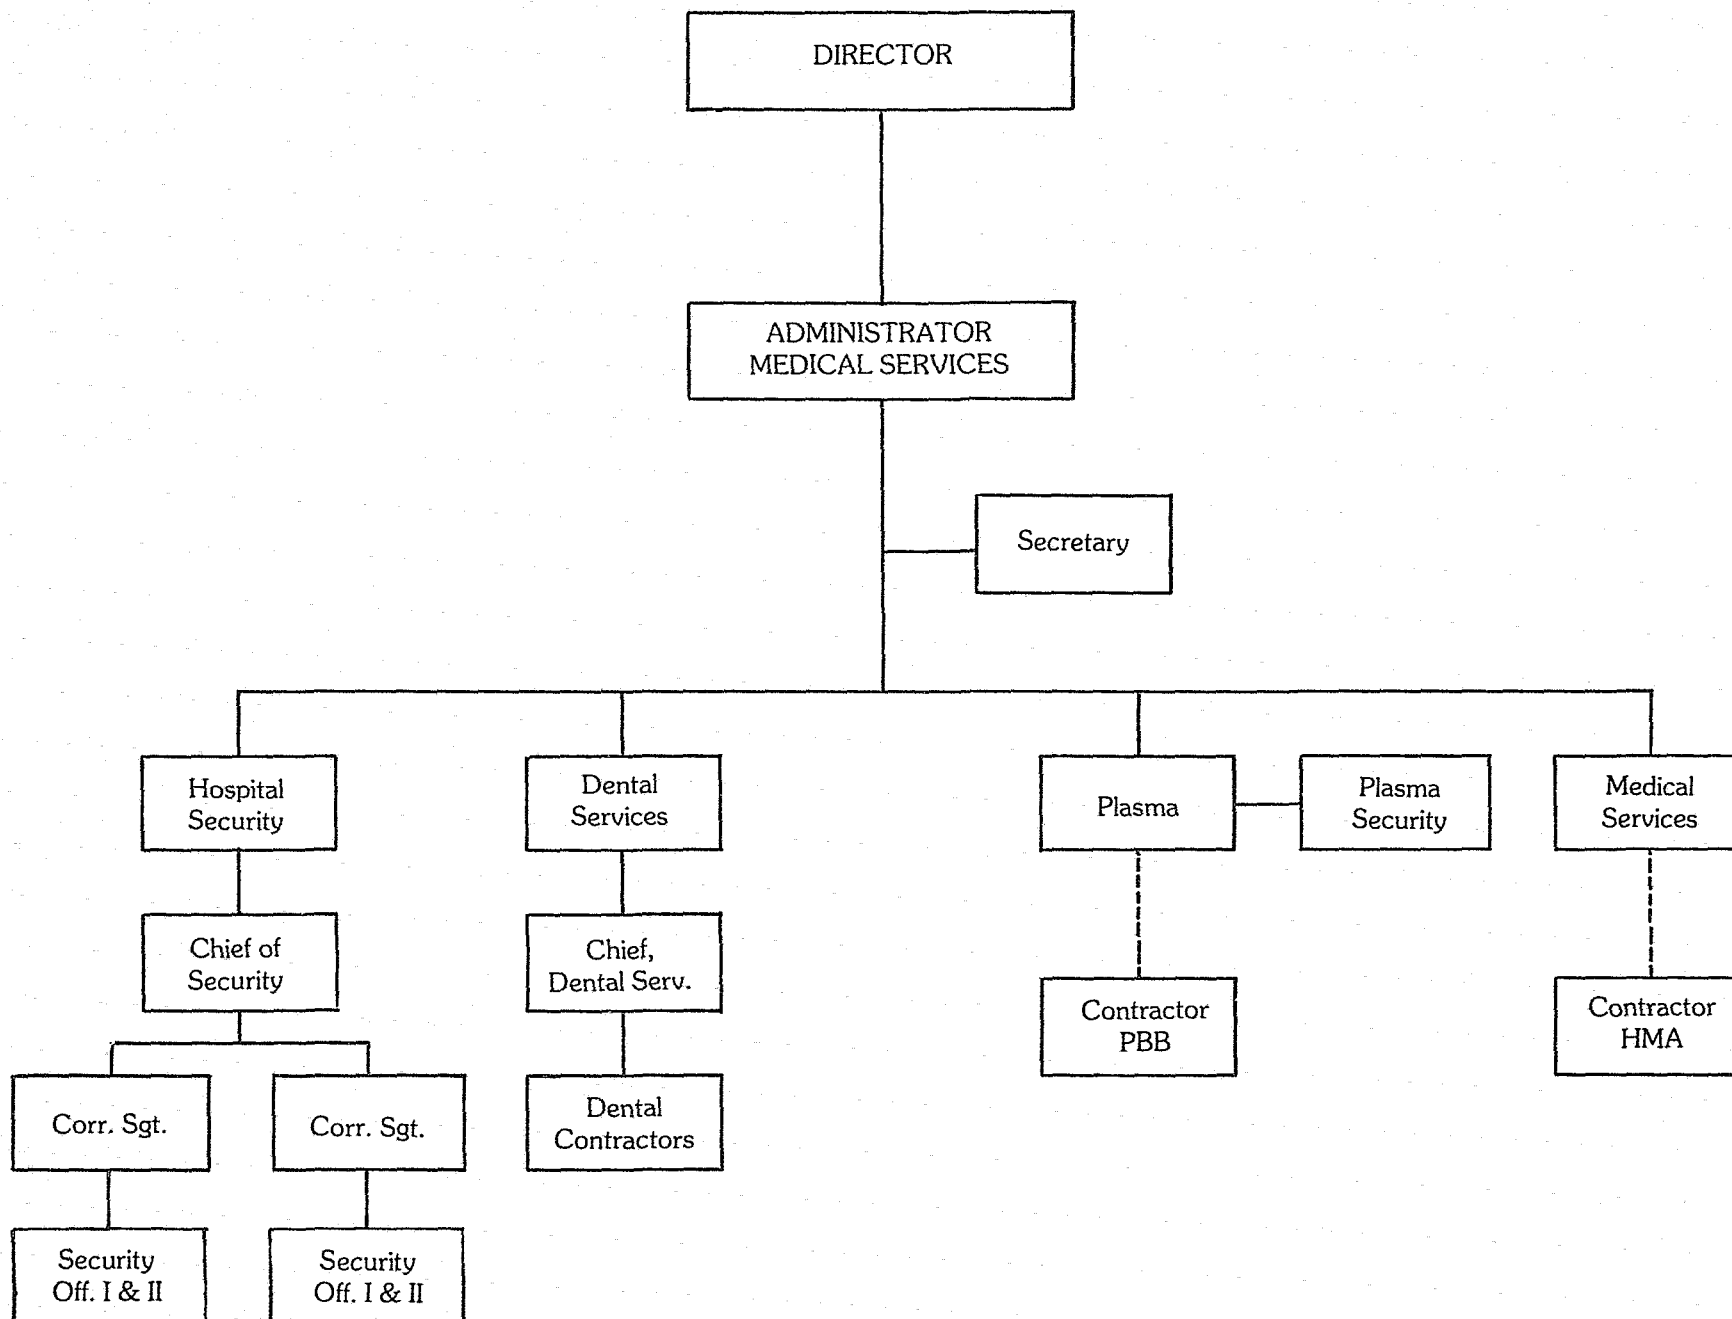 DIRECTOR
ADMINISTRATOR
MEDICAL SERVICES
Secretary
Hospital
Security
Dental
Services
Plasma
Plasma
Security
Medical
Services
Chief of
Security
Chief,
Dental Serv.
Contractor
PBB
Contractor
HMA
Corr. Sgt.
Corr. Sgt.
Dental
Contractors
Security
Off. I & II
Security
Off. I & II